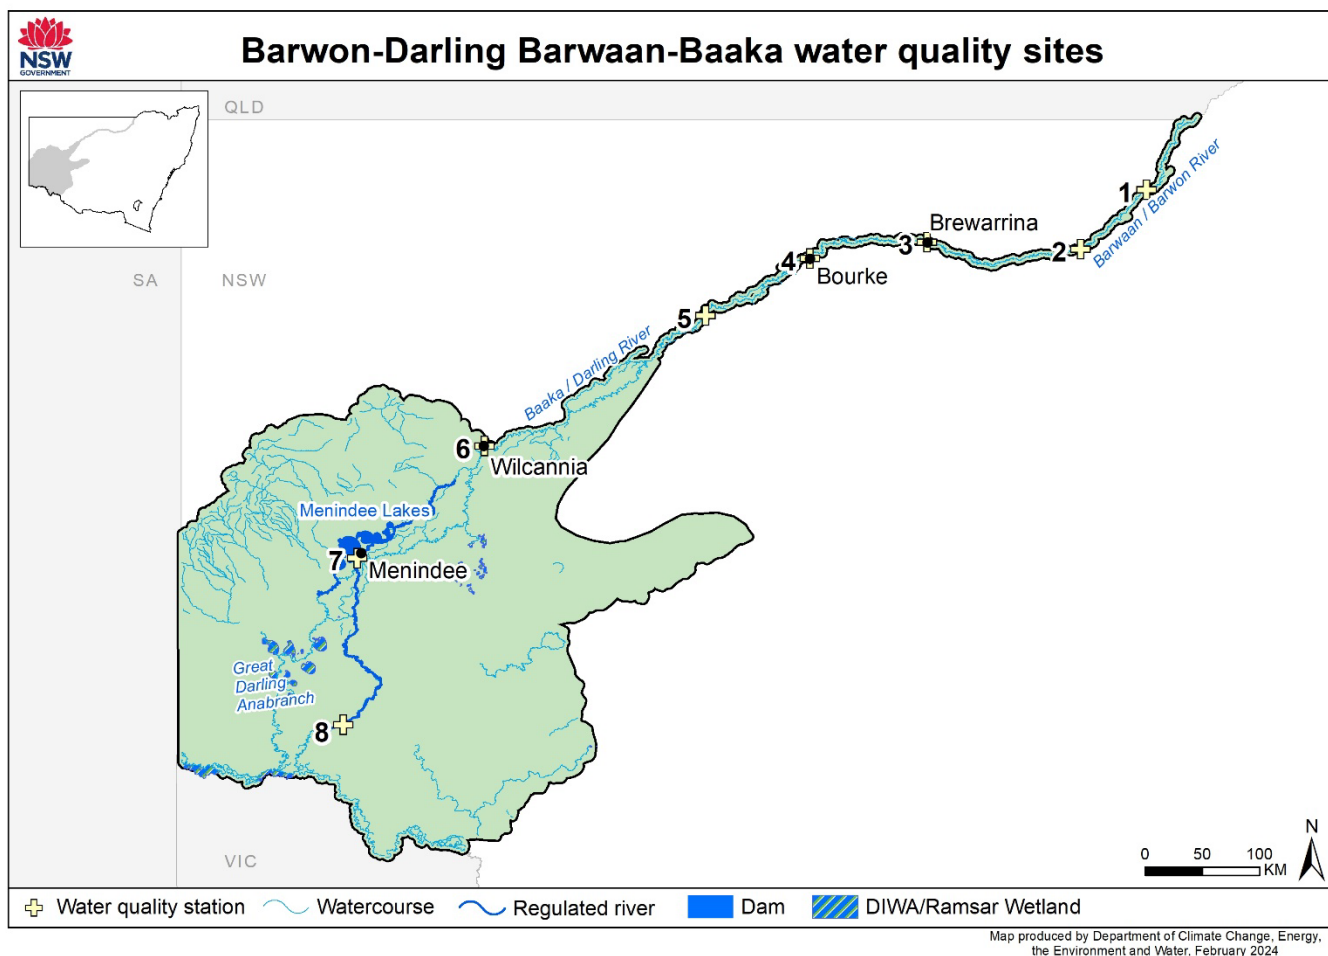 NSW
GOVERNMENT
Barwon-Darling Barwaan-Baaka water quality sites
QLD
SA
NSW
VIC
1
2
3
Brewarrina
4
Bourke
5
Barwaan / Barwon River
Baaka / Darling River
6
Wilcannia
Menindee Lakes
7
Menindee
Great
Darling
Anabranch
8
N
0 50 100
KM
Water quality station
Watercourse
Regulated river
Dam
DIWA/Ramsar Wetland
Map produced by Department of Climate Change, Energy,
the Environment and Water, February 2024